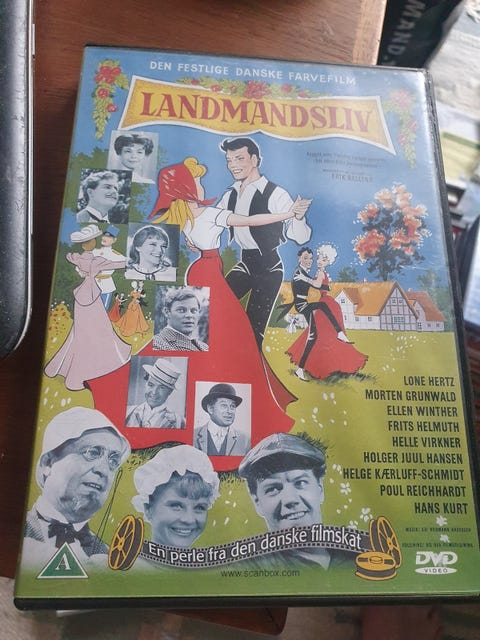 DEN FESTLIGE DANSKE FARVEFILM
LANDMANDSLIV
ERIK BALLING
LONE HERTZ
MORTEN GRUNWALD
ELLEN WINTHER
FRITS HELMUTH
HELLE VIRKNER
HOLGER JUUL HANSEN
HELGE KÆRLUFF-SCHMIDT
POUL REICHHARDT
HANS KURT
En perle fra den danske filmskat
A
www.scanbox.com
DVD
VIDEO
MAND.